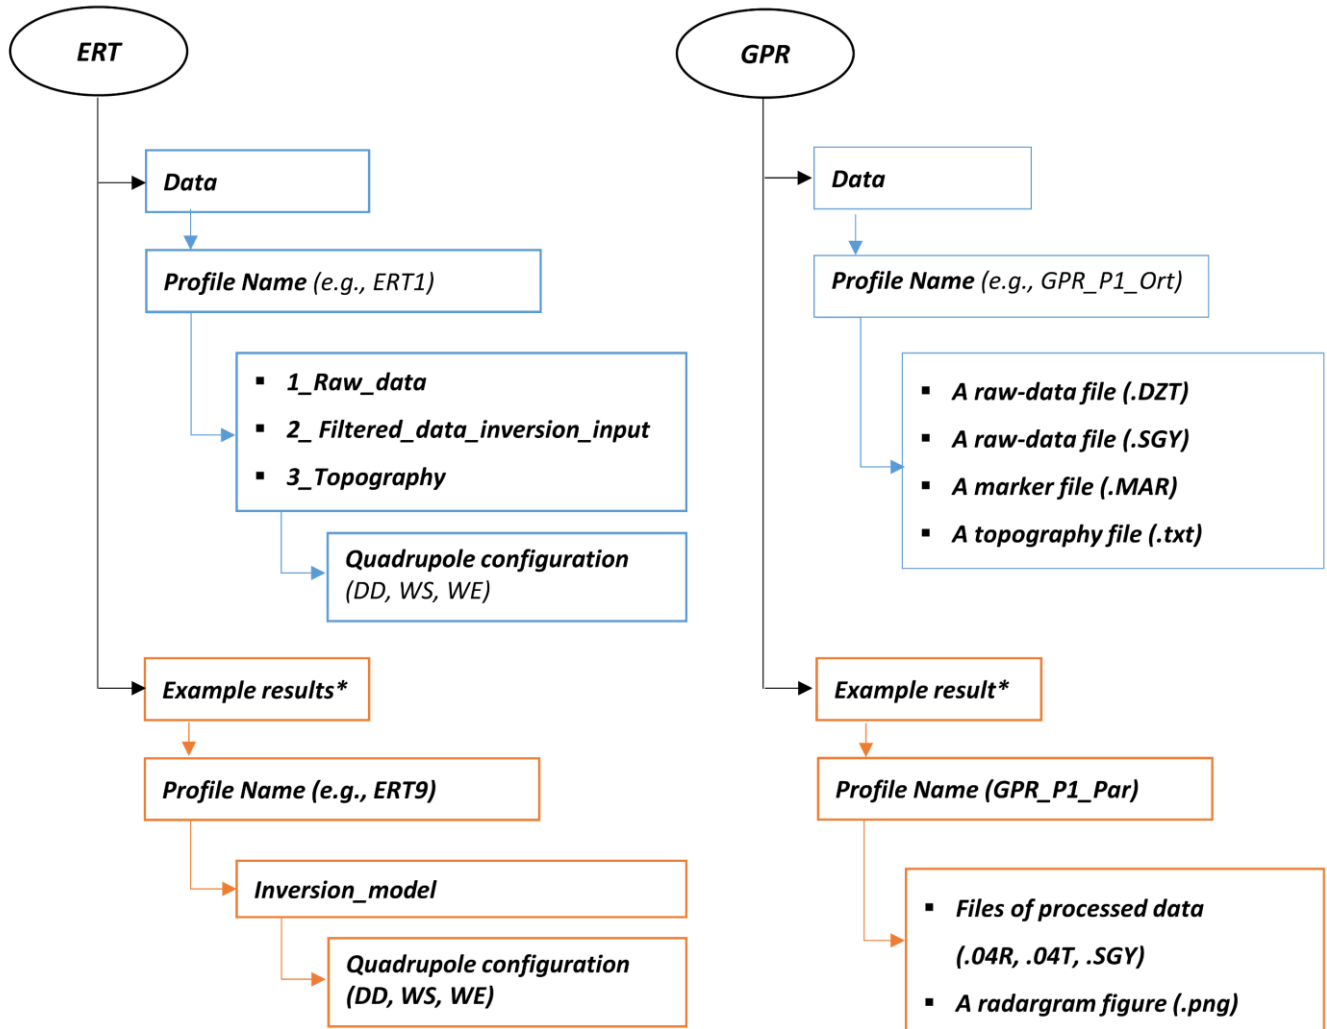 ERT
Data
Profile Name (e.g., ERT1)
▪ 1_Raw_data
▪ 2_ Filtered_data_inversion_input
▪ 3_Topography
Quadrupole configuration
(DD, WS, WE)
Example results*
Profile Name (e.g., ERT9)
Inversion_model
Quadrupole configuration
(DD, WS, WE)
GPR
Data
Profile Name (e.g., GPR_P1_Ort)
▪ A raw-data file (.DZT)
▪ A raw-data file (.SGY)
▪ A marker file (.MAR)
▪ A topography file (.txt)
Example result*
Profile Name (GPR_P1_Par)
▪ Files of processed data
(.04R, .04T, .SGY)
▪ A radargram figure (.png)